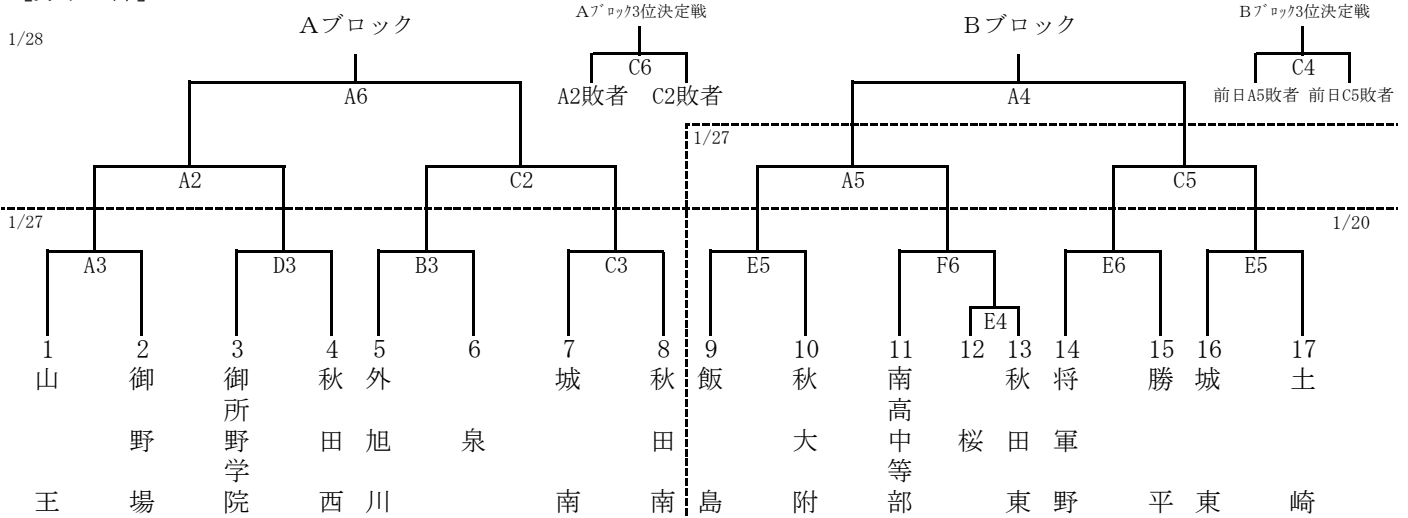 1/28
Aブロック
Aブロック3位決定戦
Bブロック
Bブロック3位決定戦
A6
C6
A2敗者 C2敗者
A4
C4
前日A5敗者 前日C5敗者
1/27
A2
C2
A5
C5
1/27
1/20
A3
D3
B3
C3
E5
F6
E6
E5
E4
1 山王
2 御野場
3 御所野学院
4 秋田西
5 外旭川
6 泉
7 城南
8 秋田南
9 飯島
10 秋大附
11 南高中等部
12 桜
13 秋田東
14 将軍野
15 勝平
16 城東
17 土崎